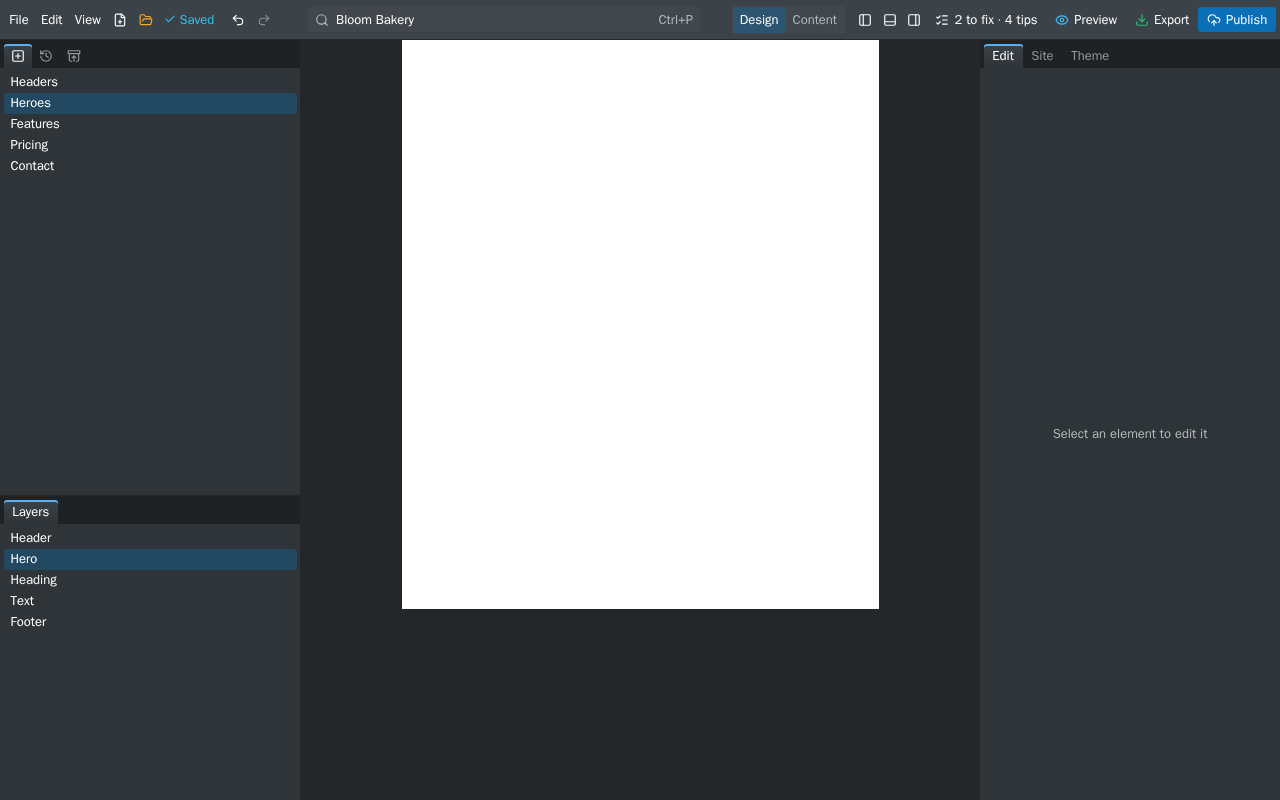 File Edit View Saved Bloom Bakery Ctrl+P Design Content 2 to fix · 4 tips Preview Export Publish
Headers
Heroes
Features
Pricing
Contact
Layers
Header
Hero
Heading
Text
Footer
Edit Site Theme
Select an element to edit it